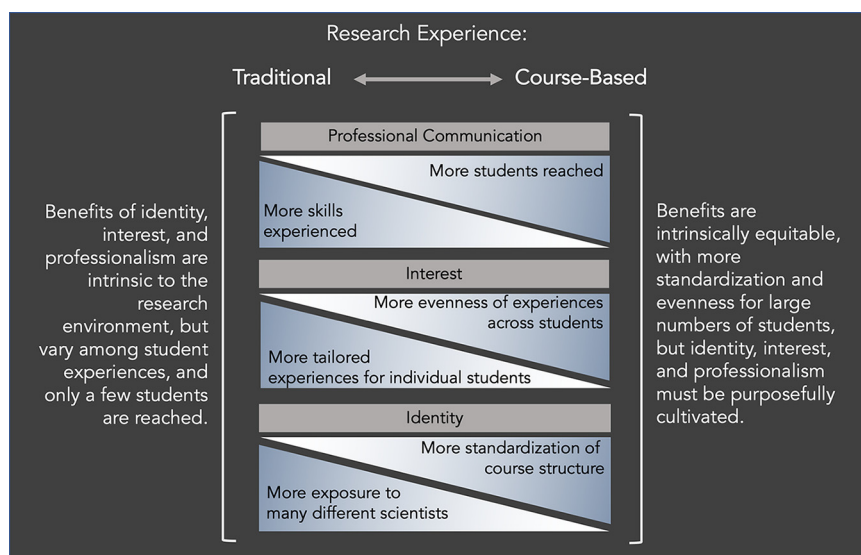 Research Experience:
Traditional
Course-Based
Benefits of identity,
interest, and
professionalism are
intrinsic to the
research
environment, but
vary among student
experiences, and
only a few students
are reached.
Professional Communication
More students reached
More skills
experienced
Interest
More evenness of experiences
across students
More tailored
experiences for individual students
Identity
More standardization of
course structure
More exposure to
many different scientists
Benefits are
intrinsically equitable,
with more
standardization and
evenness for large
numbers of students,
but identity, interest,
and professionalism
must be purposefully
cultivated.